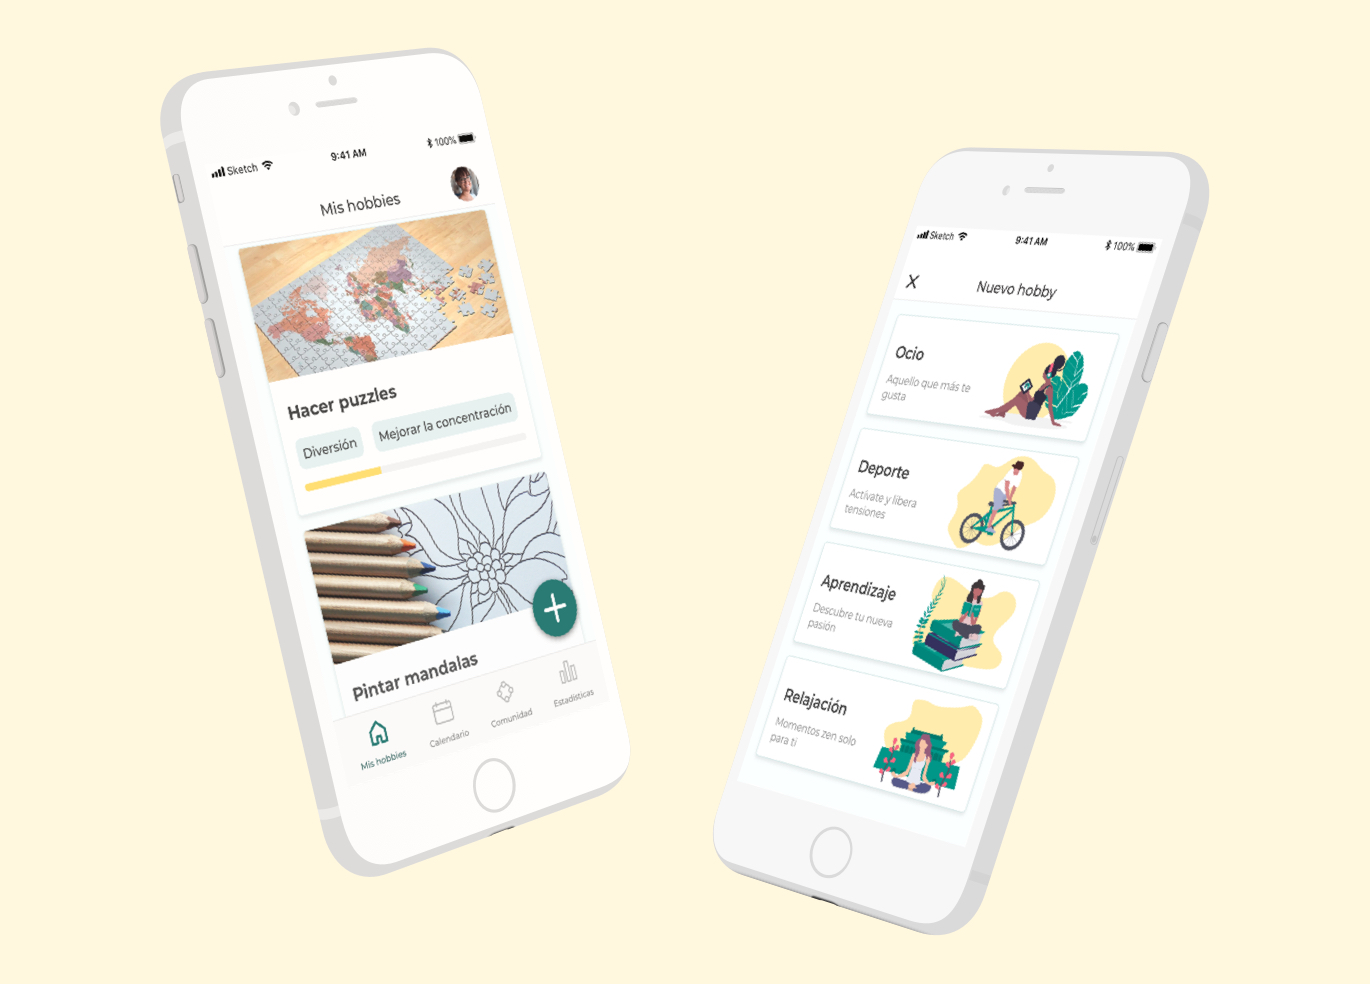 Sketch
9:41 AM
100%
Mis hobbies
Hacer puzzles
Diversión
Mejorar la concentración
Pintar mandalas
Mis hobbies
Calendario
Comunidad
Estadísticas
Sketch
9:41 AM
100%
X
Nuevo hobby
Ocio
Aquello que más te
gusta
Deporte
Actívate y libera
tensiones
Aprendizaje
Descubre tu nueva
pasión
Relajación
Momentos zen solo
para ti